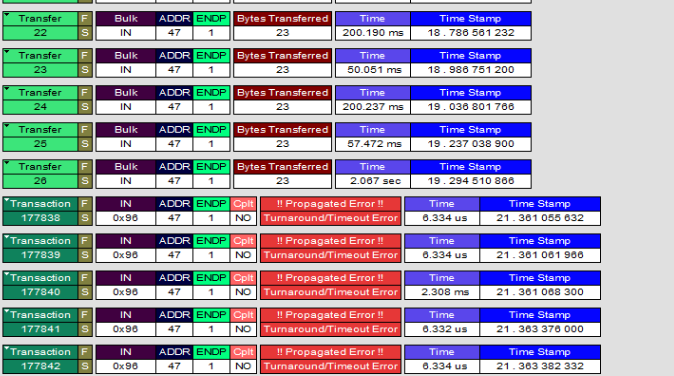 Transfer F Bulk ADDR ENDP Bytes Transferred Time Time Stamp
22 S IN 47 1 23 200.190 ms 18 . 786 561 232
Transfer F Bulk ADDR ENDP Bytes Transferred Time Time Stamp
23 S IN 47 1 23 50.051 ms 18 . 986 751 200
Transfer F Bulk ADDR ENDP Bytes Transferred Time Time Stamp
24 S IN 47 1 23 200.237 ms 19 . 036 801 766
Transfer F Bulk ADDR ENDP Bytes Transferred Time Time Stamp
25 S IN 47 1 23 57.472 ms 19 . 237 038 900
Transfer F Bulk ADDR ENDP Bytes Transferred Time Time Stamp
26 S IN 47 1 23 2.067 sec 19 . 294 510 866
Transaction F IN ADDR ENDP Cplt !! Propagated Error !! Time Time Stamp
177838 S 0x96 47 1 NO Turnaround/Timeout Error 6.334 us 21 . 361 055 632
Transaction F IN ADDR ENDP Cplt !! Propagated Error !! Time Time Stamp
177839 S 0x96 47 1 NO Turnaround/Timeout Error 6.334 us 21 . 361 061 966
Transaction F IN ADDR ENDP Cplt !! Propagated Error !! Time Time Stamp
177840 S 0x96 47 1 NO Turnaround/Timeout Error 2.308 ms 21 . 361 068 300
Transaction F IN ADDR ENDP Cplt !! Propagated Error !! Time Time Stamp
177841 S 0x96 47 1 NO Turnaround/Timeout Error 6.332 us 21 . 363 376 000
Transaction F IN ADDR ENDP Cplt !! Propagated Error !! Time Time Stamp
177842 S 0x96 47 1 NO Turnaround/Timeout Error 6.334 us 21 . 363 382 332